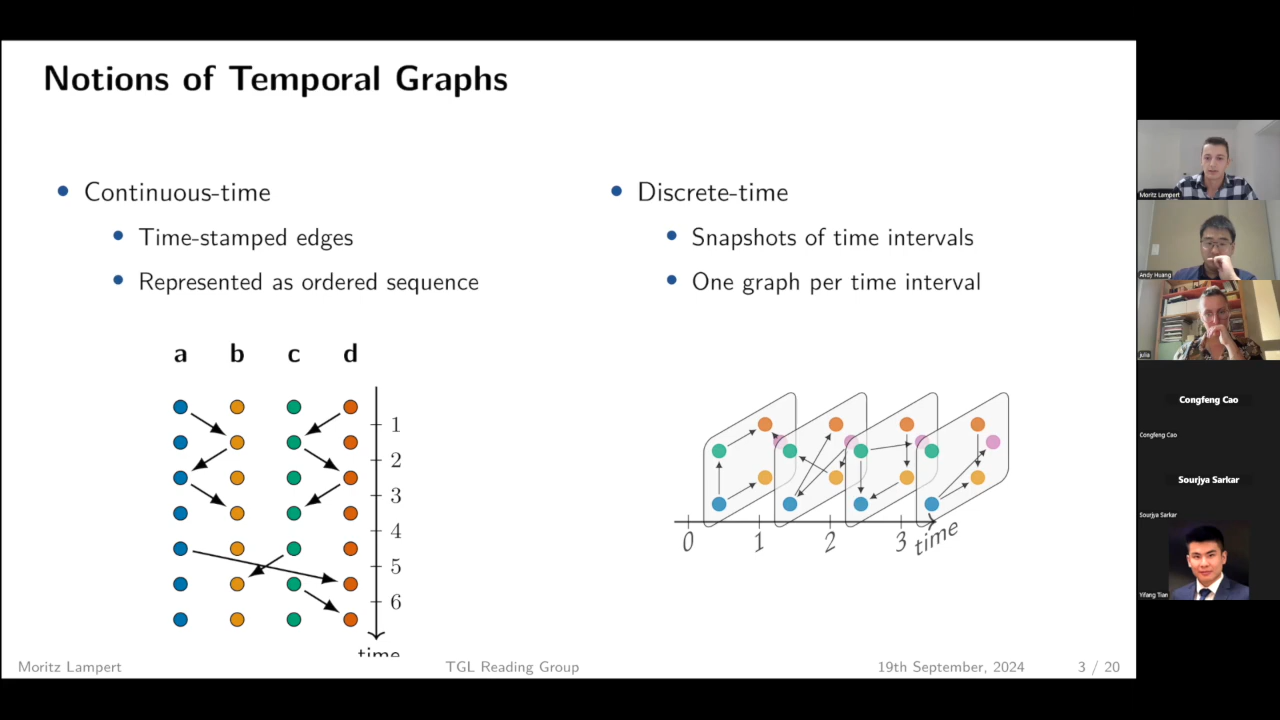 Notions of Temporal Graphs
Continuous-time
Time-stamped edges
Represented as ordered sequence
Discrete-time
Snapshots of time intervals
One graph per time interval
a b c d
1
2
3
4
5
6
time
0 1 2 3 time
Moritz Lampert TGL Reading Group 19th September, 2024 3 / 20
Moritz Lampert
Andy Huang
julia
Congfeng Cao
Congfeng Cao
Sourjya Sarkar
Sourjya Sarkar
Yifang Tian